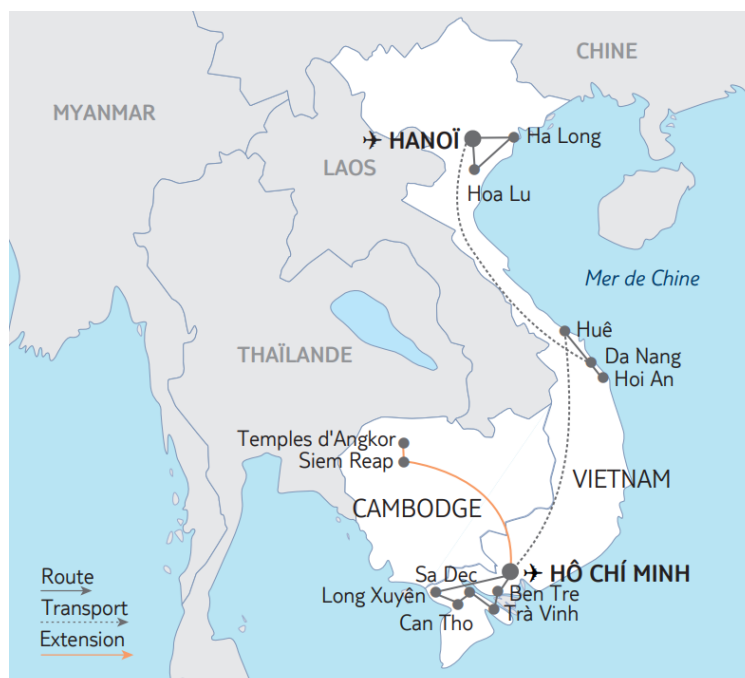 CHINE
MYANMAR
HANOÏ
Ha Long
LAOS
Hoa Lu
Mer de Chine
Huê
THAÏLANDE
Da Nang
Hoi An
Temples d'Angkor
Siem Reap
VIETNAM
CAMBODGE
Sa Dec
HÔ CHÍ MINH
Route
Long Xuyên
Ben Tre
Transport
Can Tho
Trà Vinh
Extension